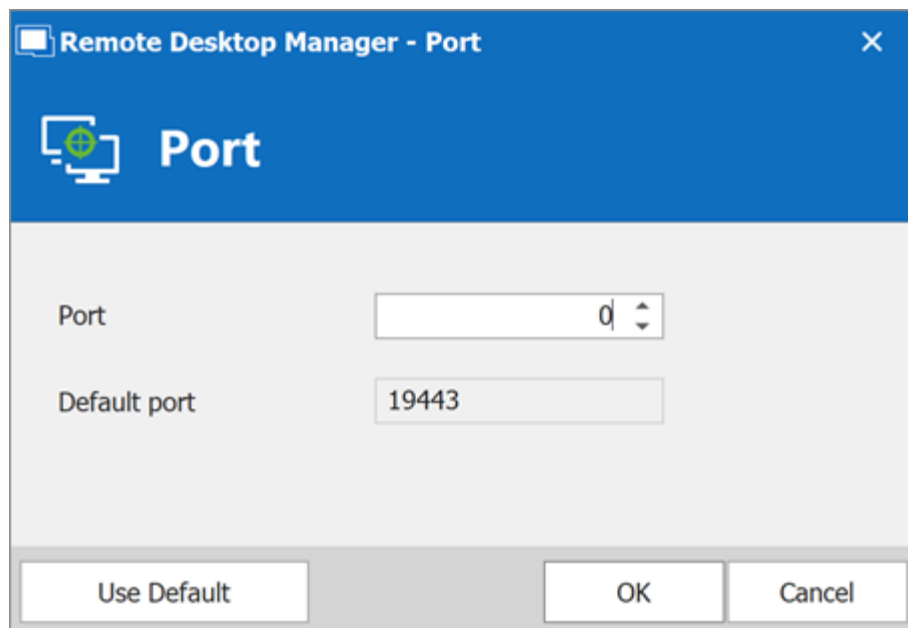 Remote Desktop Manager - Port
Port
Port 0
Default port 19443
Use Default OK Cancel